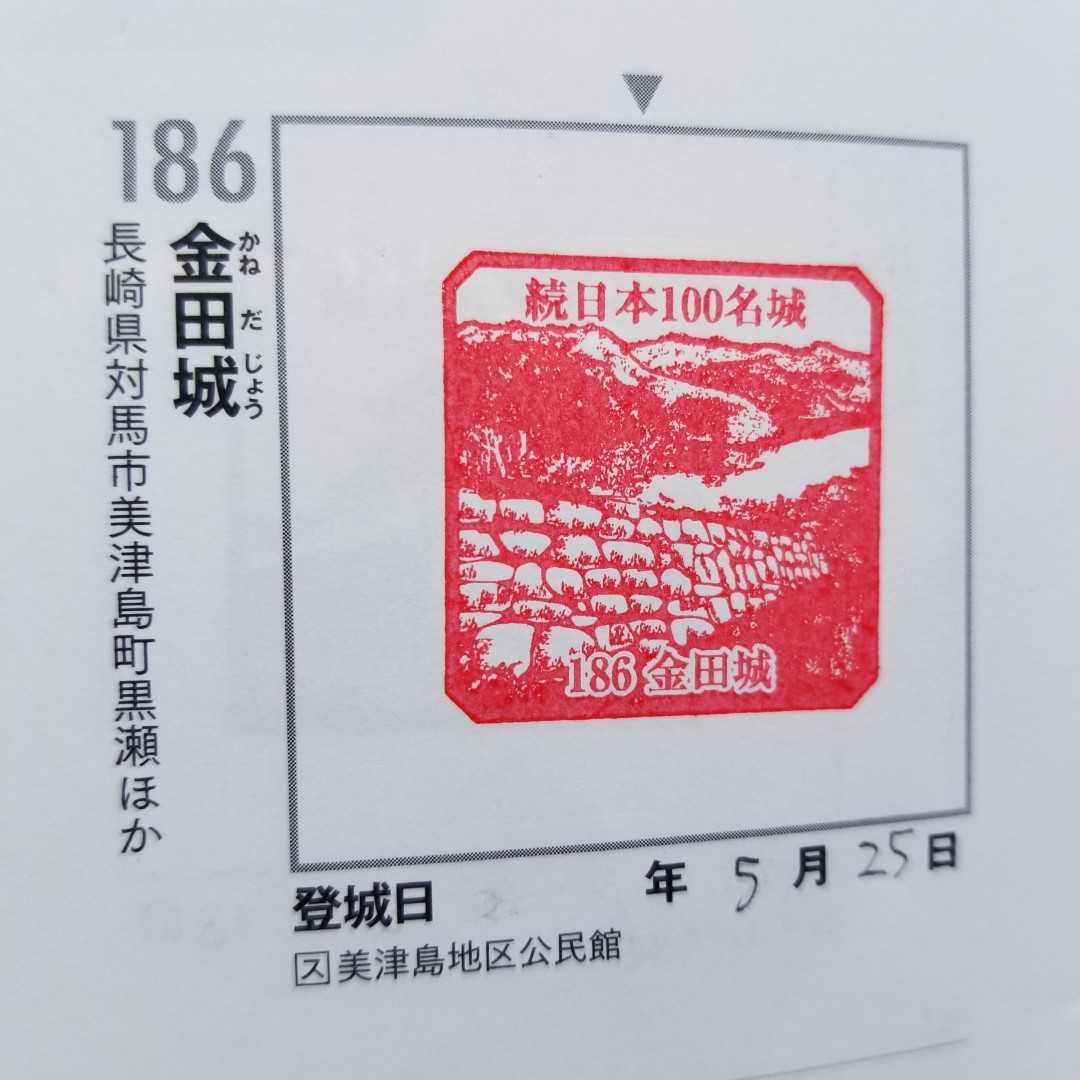 186
金田城
かねだじょう
長崎県対馬市美津島町黒瀬ほか
続日本100名城
186 金田城
登城日 年 5 月 25 日
ス 美津島地区公民館